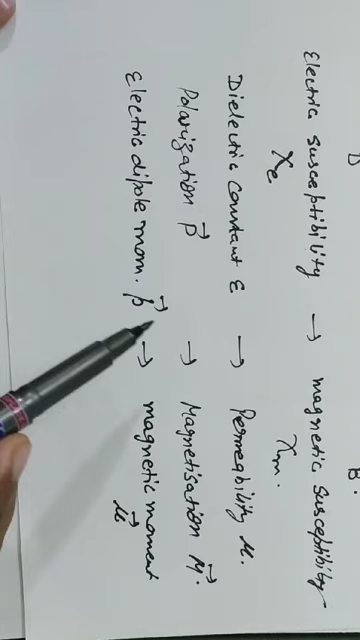 D B.
Electric susceptibility → magnetic susceptibility
χe χm.
Dielectric constant ε → Permeability μ.
Polarization P⃗ → Magnetisation M⃗.
Electric dipole mom. p⃗ → magnetic moment
μ⃗